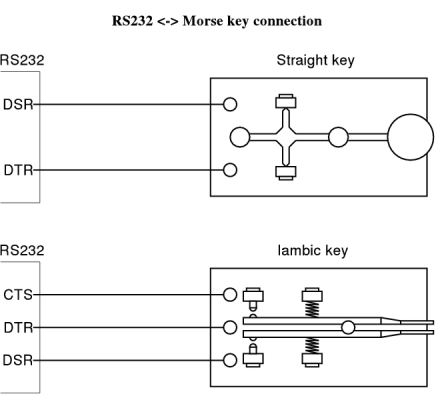 RS232 <-> Morse key connection
RS232
Straight key
DSR
DTR
RS232
Iambic key
CTS
DTR
DSR